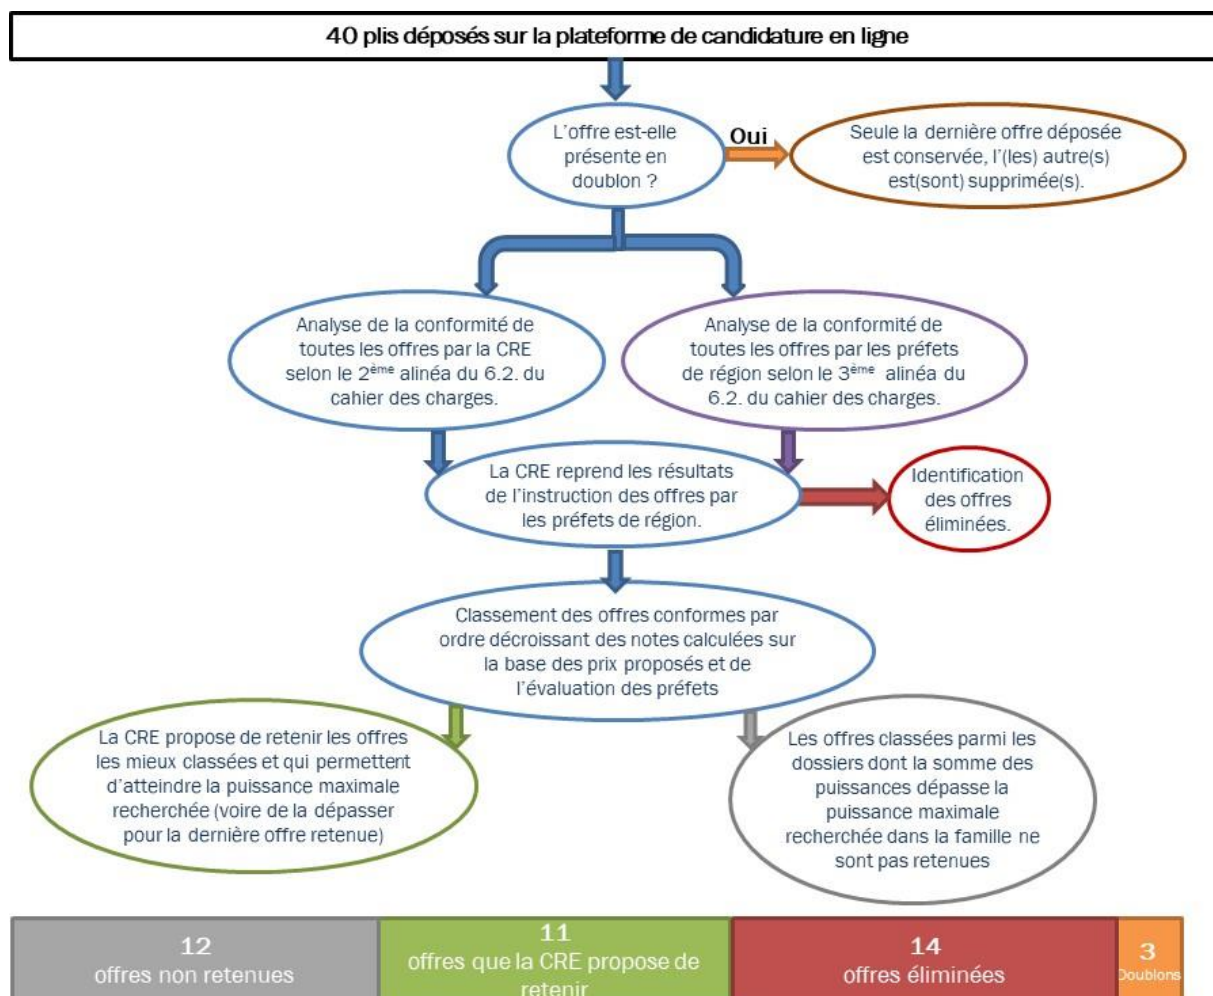 40 plis déposés sur la plateforme de candidature en ligne
L'offre est-elle
présente en
doublon ?
Oui
Seule la dernière offre déposée
est conservée, l'(les) autre(s)
est(sont) supprimée(s).
Analyse de la conformité de
toutes les offres par la CRE
selon le 2ème alinéa du 6.2. du
cahier des charges.
Analyse de la conformité de
toutes les offres par les préfets
de région selon le 3ème alinéa du
6.2. du cahier des charges.
La CRE reprend les résultats
de l'instruction des offres par
les préfets de région.
Identification
des offres
éliminées.
Classement des offres conformes par
ordre décroissant des notes calculées sur
la base des prix proposés et de
l'évaluation des préfets
La CRE propose de retenir les offres
les mieux classées et qui permettent
d'atteindre la puissance maximale
recherchée (voire de la dépasser
pour la dernière offre retenue)
Les offres classées parmi les
dossiers dont la somme des
puissances dépasse la
puissance maximale
recherchée dans la famille ne
sont pas retenues
12
offres non retenues
11
offres que la CRE propose de
retenir
14
offres éliminées
3
Doublons